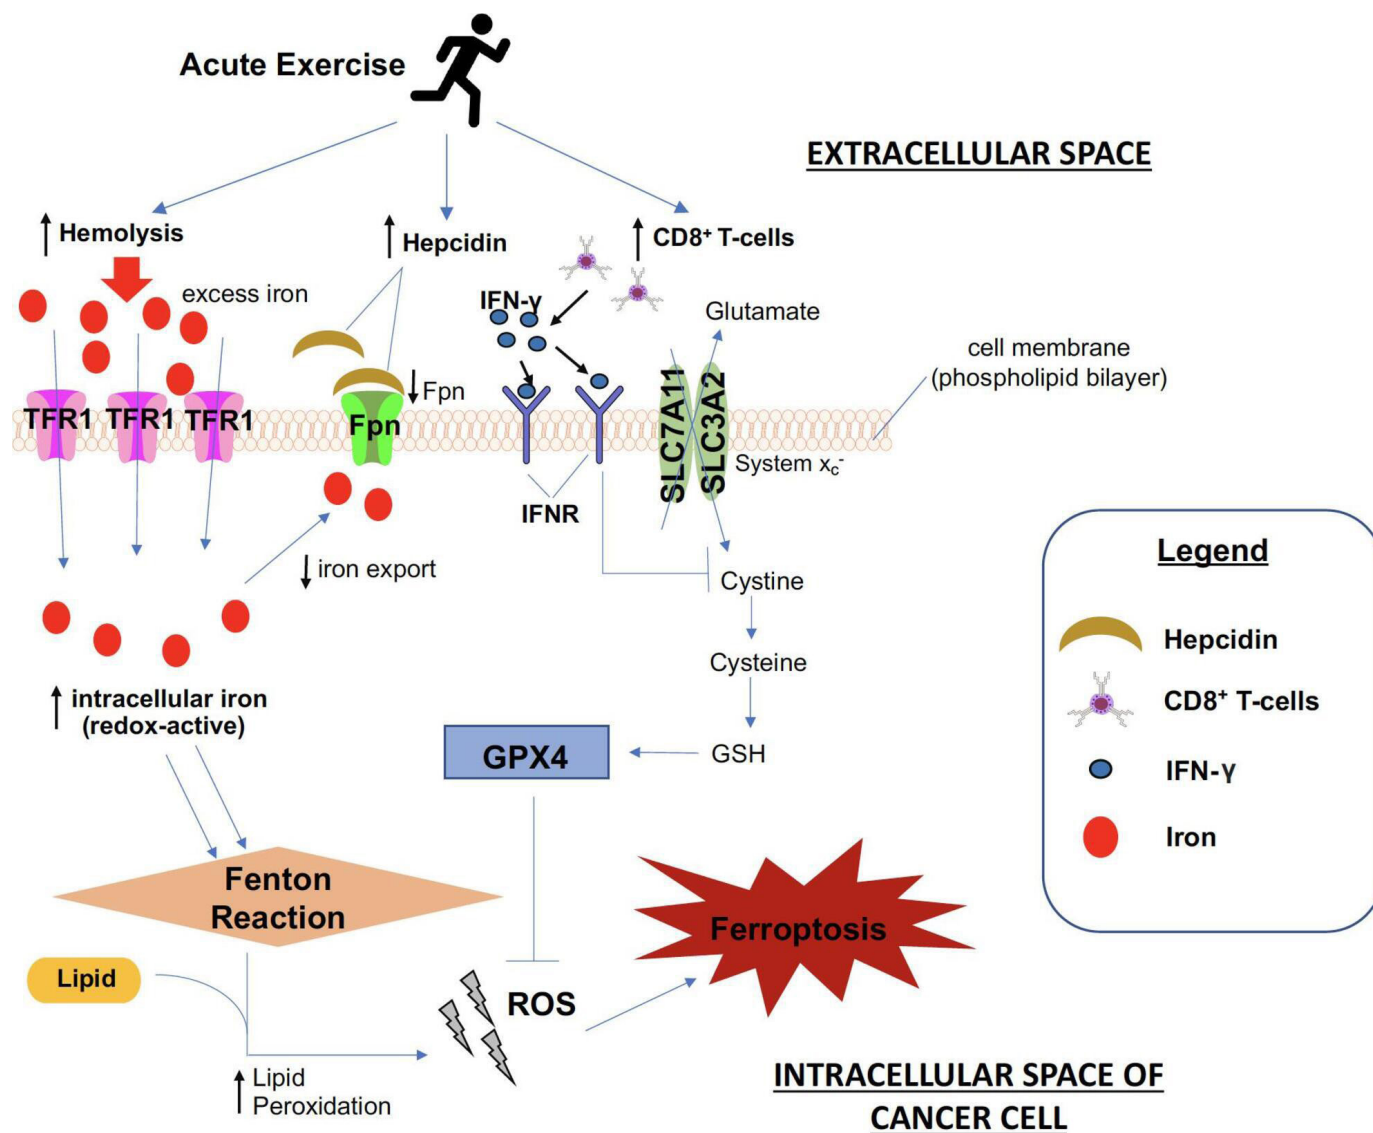 Acute Exercise
EXTRACELLULAR SPACE
Hemolysis
Hepcidin
CD8⁺ T-cells
excess iron
IFN-γ
Glutamate
cell membrane
(phospholipid bilayer)
Fpn
TFR1
TFR1
TFR1
Fpn
SLC7A11
SLC3A2
System x꜀⁻
IFNR
iron export
Cystine
Cysteine
GSH
intracellular iron
(redox-active)
GPX4
Fenton
Reaction
Lipid
Lipid
Peroxidation
ROS
Ferroptosis
INTRACELLULAR SPACE OF
CANCER CELL
Legend
Hepcidin
CD8⁺ T-cells
IFN-γ
Iron